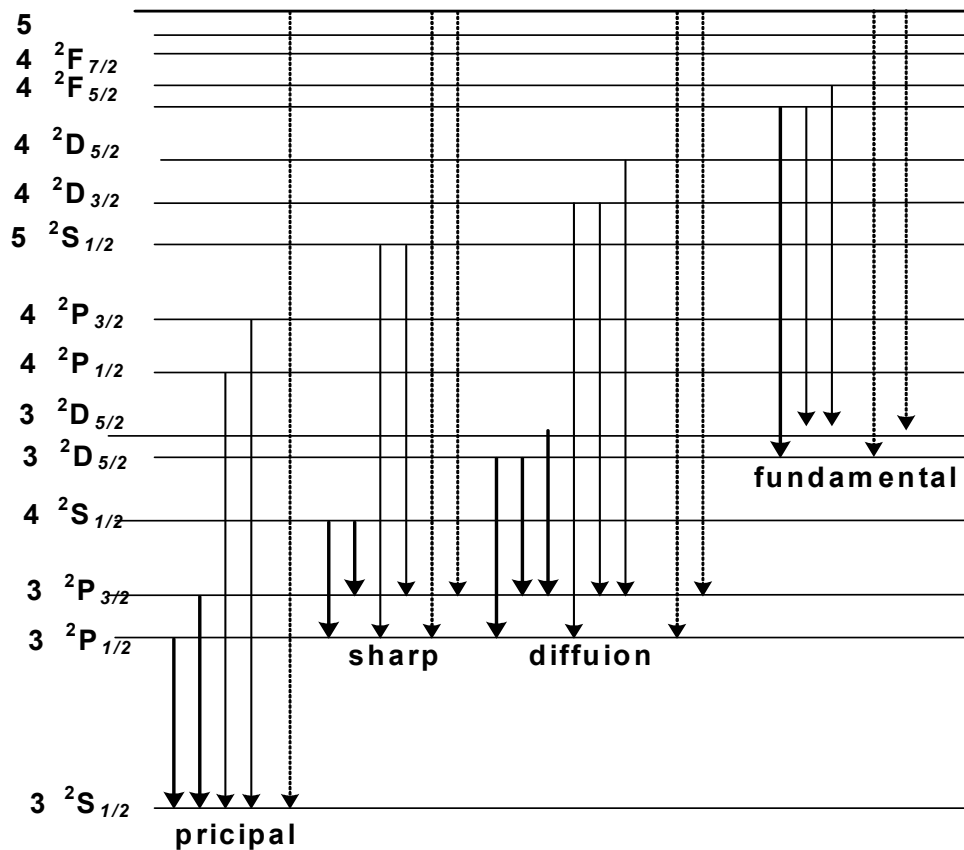 5
4 ²F 7/2
4 ²F 5/2
4 ²D 5/2
4 ²D 3/2
5 ²S 1/2
4 ²P 3/2
4 ²P 1/2
3 ²D 5/2
3 ²D 5/2
fundamental
4 ²S 1/2
3 ²P 3/2
3 ²P 1/2
sharp diffuion
3 ²S 1/2
pricipal